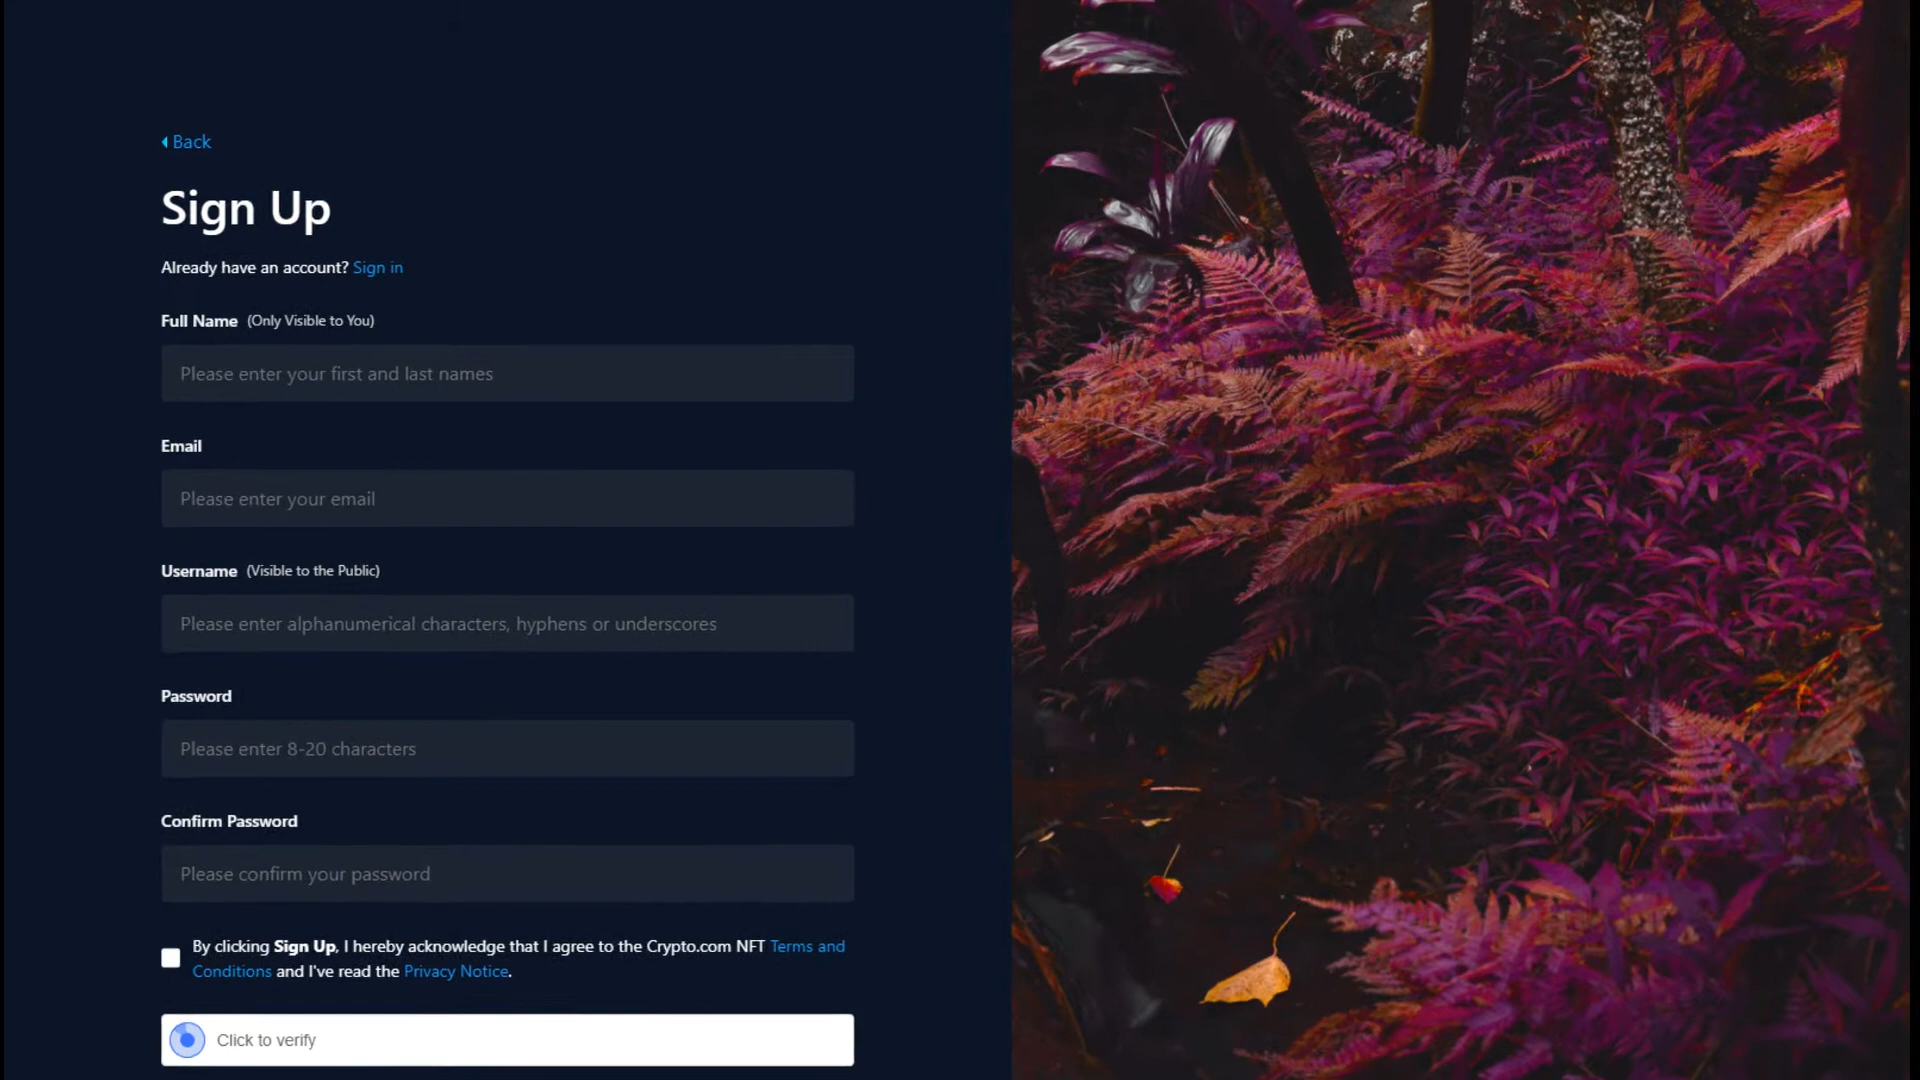 Back
Sign Up
Already have an account? Sign in
Full Name (Only Visible to You)
Please enter your first and last names
Email
Please enter your email
Username (Visible to the Public)
Please enter alphanumerical characters, hyphens or underscores
Password
Please enter 8-20 characters
Confirm Password
Please confirm your password
By clicking Sign Up, I hereby acknowledge that I agree to the Crypto.com NFT Terms and
Conditions and I've read the Privacy Notice.
Click to verify